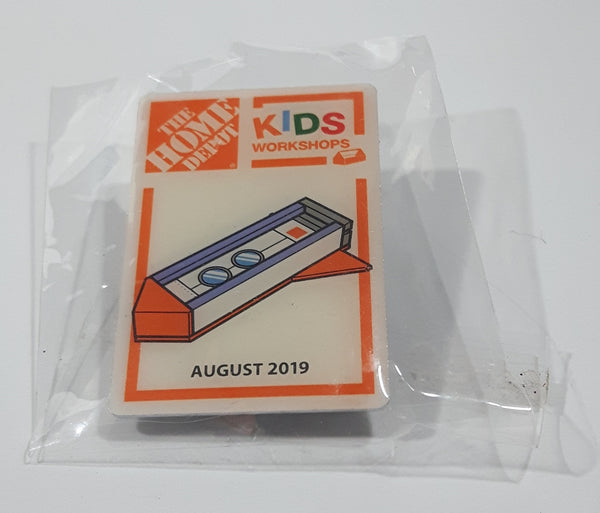 THE
HOME
DEPOT
KIDS
WORKSHOPS
AUGUST 2019